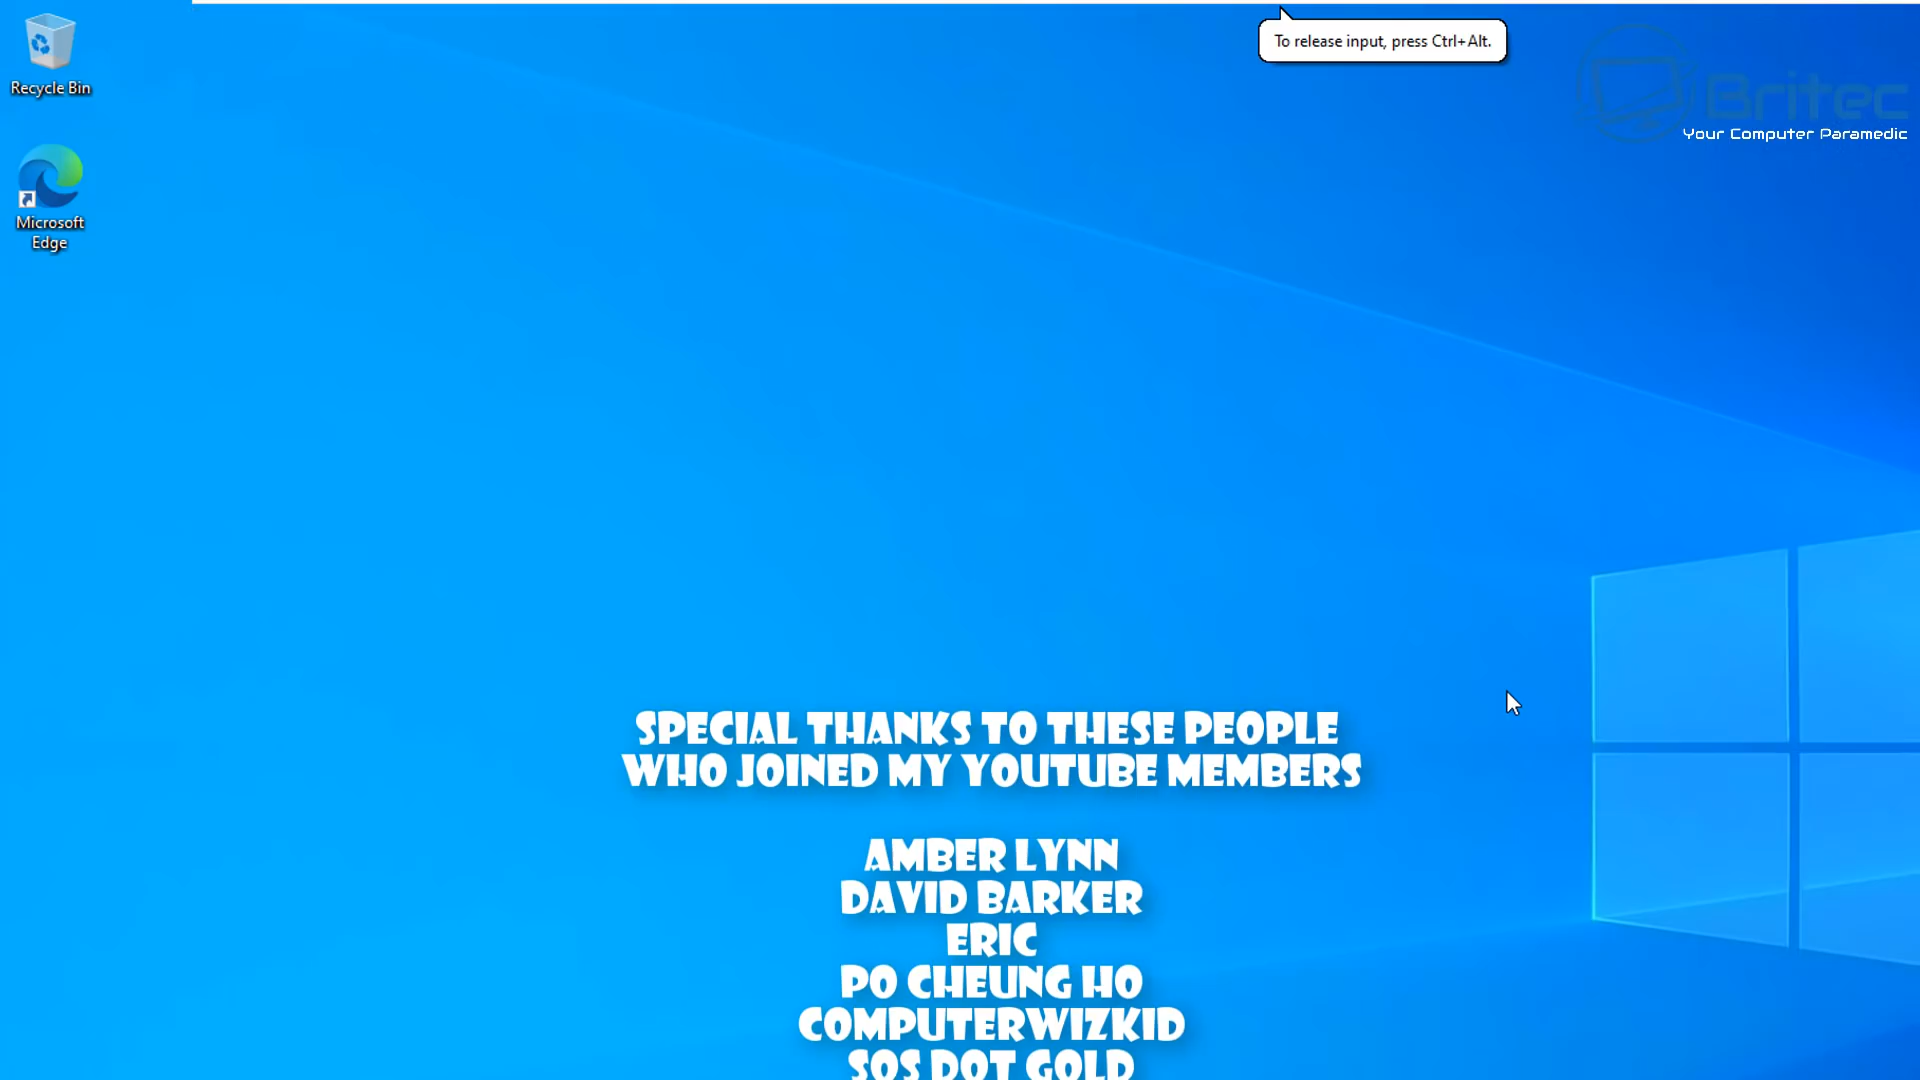 To release input, press Ctrl+Alt.
Recycle Bin
Britec
Your Computer Paramedic
Microsoft
Edge
SPECIAL THANKS TO THESE PEOPLE
WHO JOINED MY YOUTUBE MEMBERS
AMBER LYNN
DAVID BARKER
ERIC
PO CHEUNG HO
COMPUTERWIZKID
SOS DOT GOLD